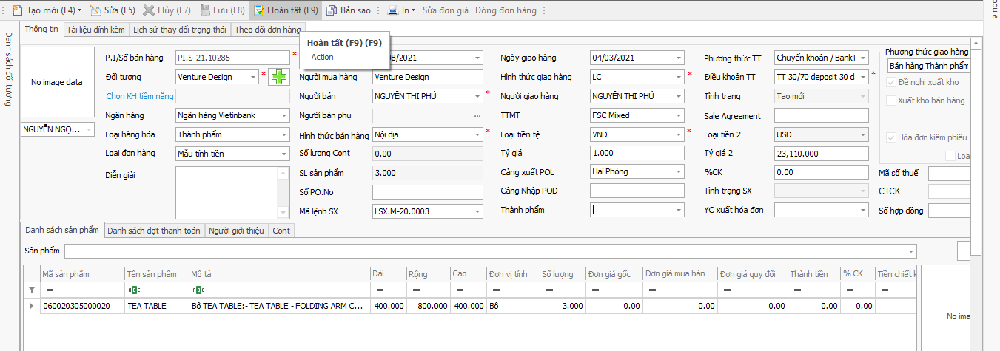 Tạo mới (F4) Sửa (F5) Hủy (F7) Lưu (F8) Hoàn tất (F9) Bản sao In Sửa đơn giá Đóng đơn hàng
Thông tin Tài liệu đính kèm Lịch sử thay đổi trạng thái Theo dõi đơn hàng
Danh sách đối tượng
Hoàn tất (F9) (F9)
Action
No image data
NGUYỄN NGỌ...
P.I/Số bán hàng PI.S-21.10285 * 08/2021 Ngày giao hàng 04/03/2021 Phương thức TT Chuyển khoản / BankT
Đối tượng Venture Design * Người mua hàng Venture Design Hình thức giao hàng LC * Điều khoản TT TT 30/70 deposit 30 d *
Chọn KH tiềm năng Người bán NGUYỄN THỊ PHÚ * Người giao hàng NGUYỄN THỊ PHÚ Tình trạng Tạo mới
Ngân hàng Ngân hàng Vietinbank Người bán phụ ... TTMT FSC Mixed Sale Agreement
Loại hàng hóa Thành phẩm Hình thức bán hàng Nội địa * Loại tiền tệ VND * Loại tiền 2 USD
Loại đơn hàng Mẫu tính tiền Số lượng Cont 0.00 Tỷ giá 1.000 Tỷ giá 2 23,110.000
Diễn giải SL sản phẩm 3.000 Cảng xuất POL Hải Phòng %CK 0.00 Mã số thuế
Số PO.No Cảng Nhập POD Tình trạng SX CTCK
Mã lệnh SX LSX.M-20.0003 Thành phẩm YC xuất hóa đơn Số hợp đồng
Phương thức giao hàng
Bán hàng Thành phẩm
Đề nghị xuất kho
Xuất kho bán hàng
Hóa đơn kiêm phiếu
Loa
Danh sách sản phẩm Danh sách đợt thanh toán Người giới thiệu Cont
Sản phẩm
Mã sản phẩm Tên sản phẩm Mô tả Dài Rộng Cao Đơn vị tính Số lượng Đơn giá gốc Đơn giá mua bán Đơn giá quy đổi Thành tiền % CK Tiền chiết k
= ABC ABC = = = = = = = = = = =
060020305000020 TEA TABLE Bộ TEA TABLE:- TEA TABLE - FOLDING ARM C... 400.000 800.000 400.000 Bộ 3.000 0.00 0.00 0.00 0.00 0.00
No ima